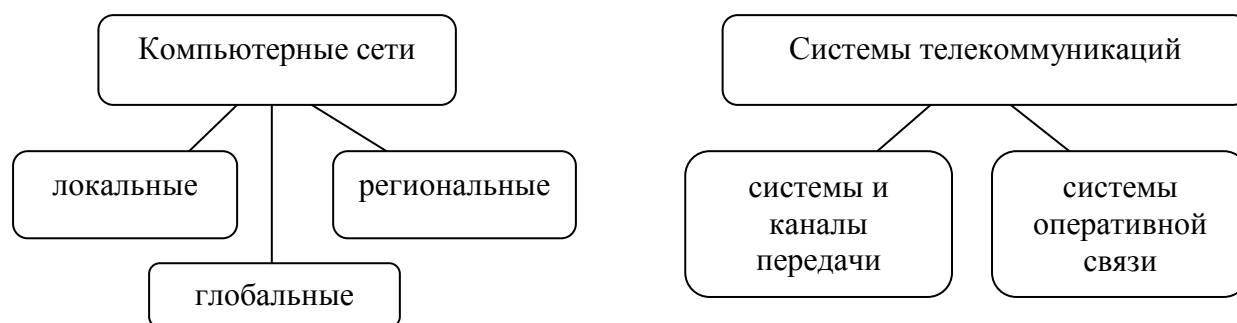 Компьютерные сети
локальные
региональные
глобальные
Системы телекоммуникаций
системы и
каналы
передачи
системы
оперативной
связи